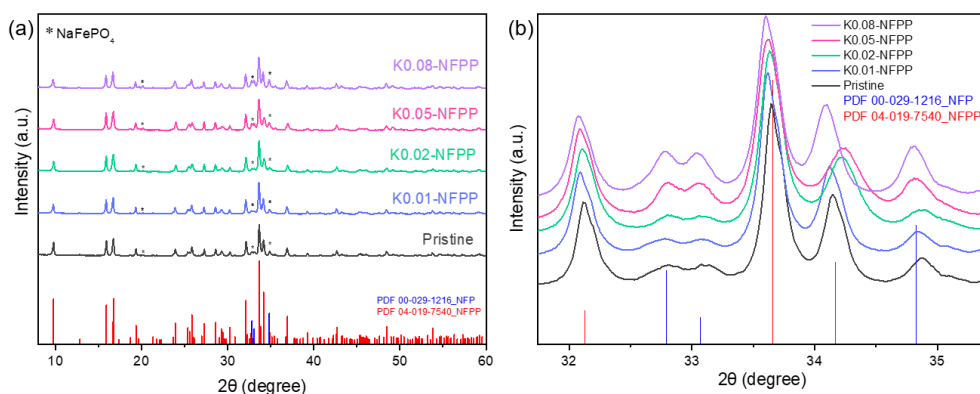 (a)
* NaFePO4
K0.08-NFPP
K0.05-NFPP
K0.02-NFPP
K0.01-NFPP
Pristine
PDF 00-029-1216_NFP
PDF 04-019-7540_NFPP
Intensity (a.u.)
10 20 30 40 50 60
2θ (degree)
(b)
K0.08-NFPP
K0.05-NFPP
K0.02-NFPP
K0.01-NFPP
Pristine
PDF 00-029-1216_NFP
PDF 04-019-7540_NFPP
Intensity (a.u.)
32 33 34 35
2θ (degree)